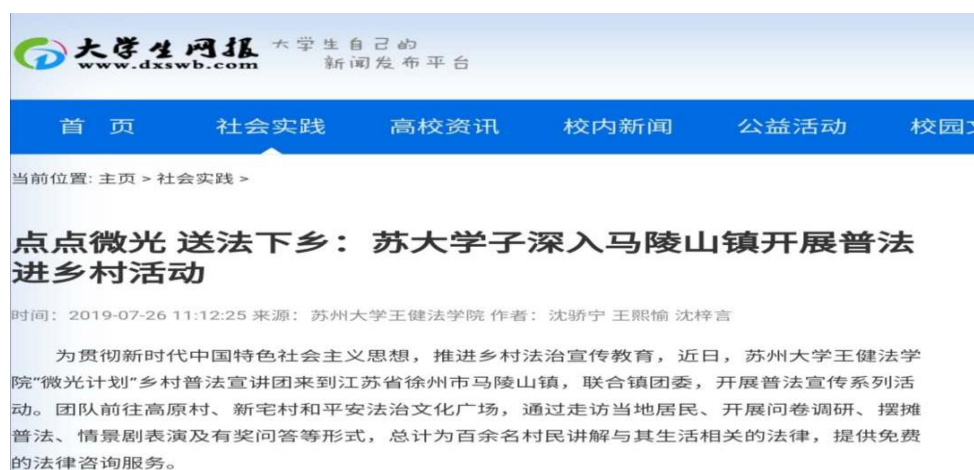 大学生网报 大学生自己的
www.dxswb.com 新闻发布平台
首 页 社会实践 高校资讯 校内新闻 公益活动 校园
当前位置: 主页 > 社会实践 >
点点微光 送法下乡： 苏大学子深入马陵山镇开展普法
进乡村活动
时间：2019-07-26 11:12:25 来源：苏州大学王健法学院 作者：沈骄宁 王熙愉 沈梓言
为贯彻新时代中国特色社会主义思想，推进乡村法治宣传教育，近日，苏州大学王健法学
院“微光计划”乡村普法宣讲团来到江苏省徐州市马陵山镇，联合镇团委，开展普法宣传系列活
动。团队前往高原村、新宅村和平安法治文化广场，通过走访当地居民、开展问卷调研、摆摊
普法、情景剧表演及有奖问答等形式，总计为百余名村民讲解与其生活相关的法律，提供免费
的法律咨询服务。